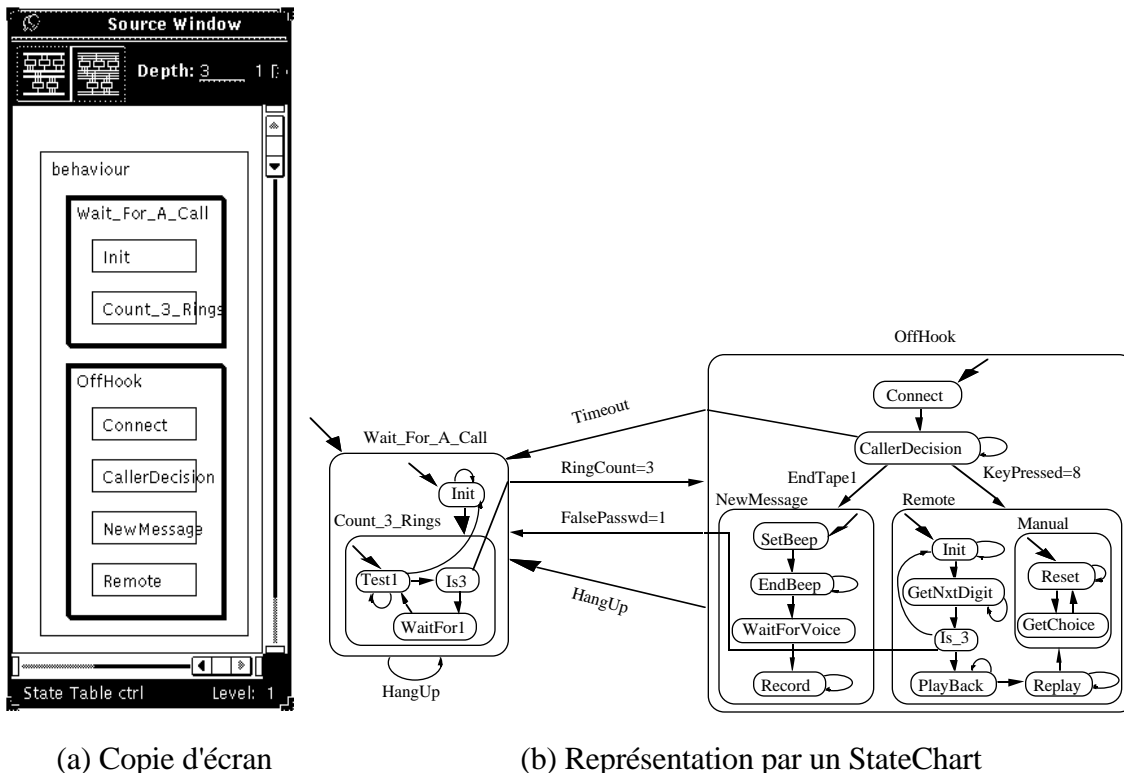 Source Window
Depth: 3 1
behaviour
Wait_For_A_Call
Init
Count_3_Rings
OffHook
Connect
CallerDecision
NewMessage
Remote
State Table ctrl Level: 1
OffHook
Connect
Timeout
Wait_For_A_Call
CallerDecision
RingCount=3
EndTape1
KeyPressed=8
Init
NewMessage
Remote
Count_3_Rings
FalsePasswd=1
Manual
SetBeep
Init
Test1
Is3
EndBeep
Reset
HangUp
GetNxtDigit
WaitFor1
WaitForVoice
GetChoice
Is_3
HangUp
Record
PlayBack
Replay
(a) Copie d'écran
(b) Représentation par un StateChart